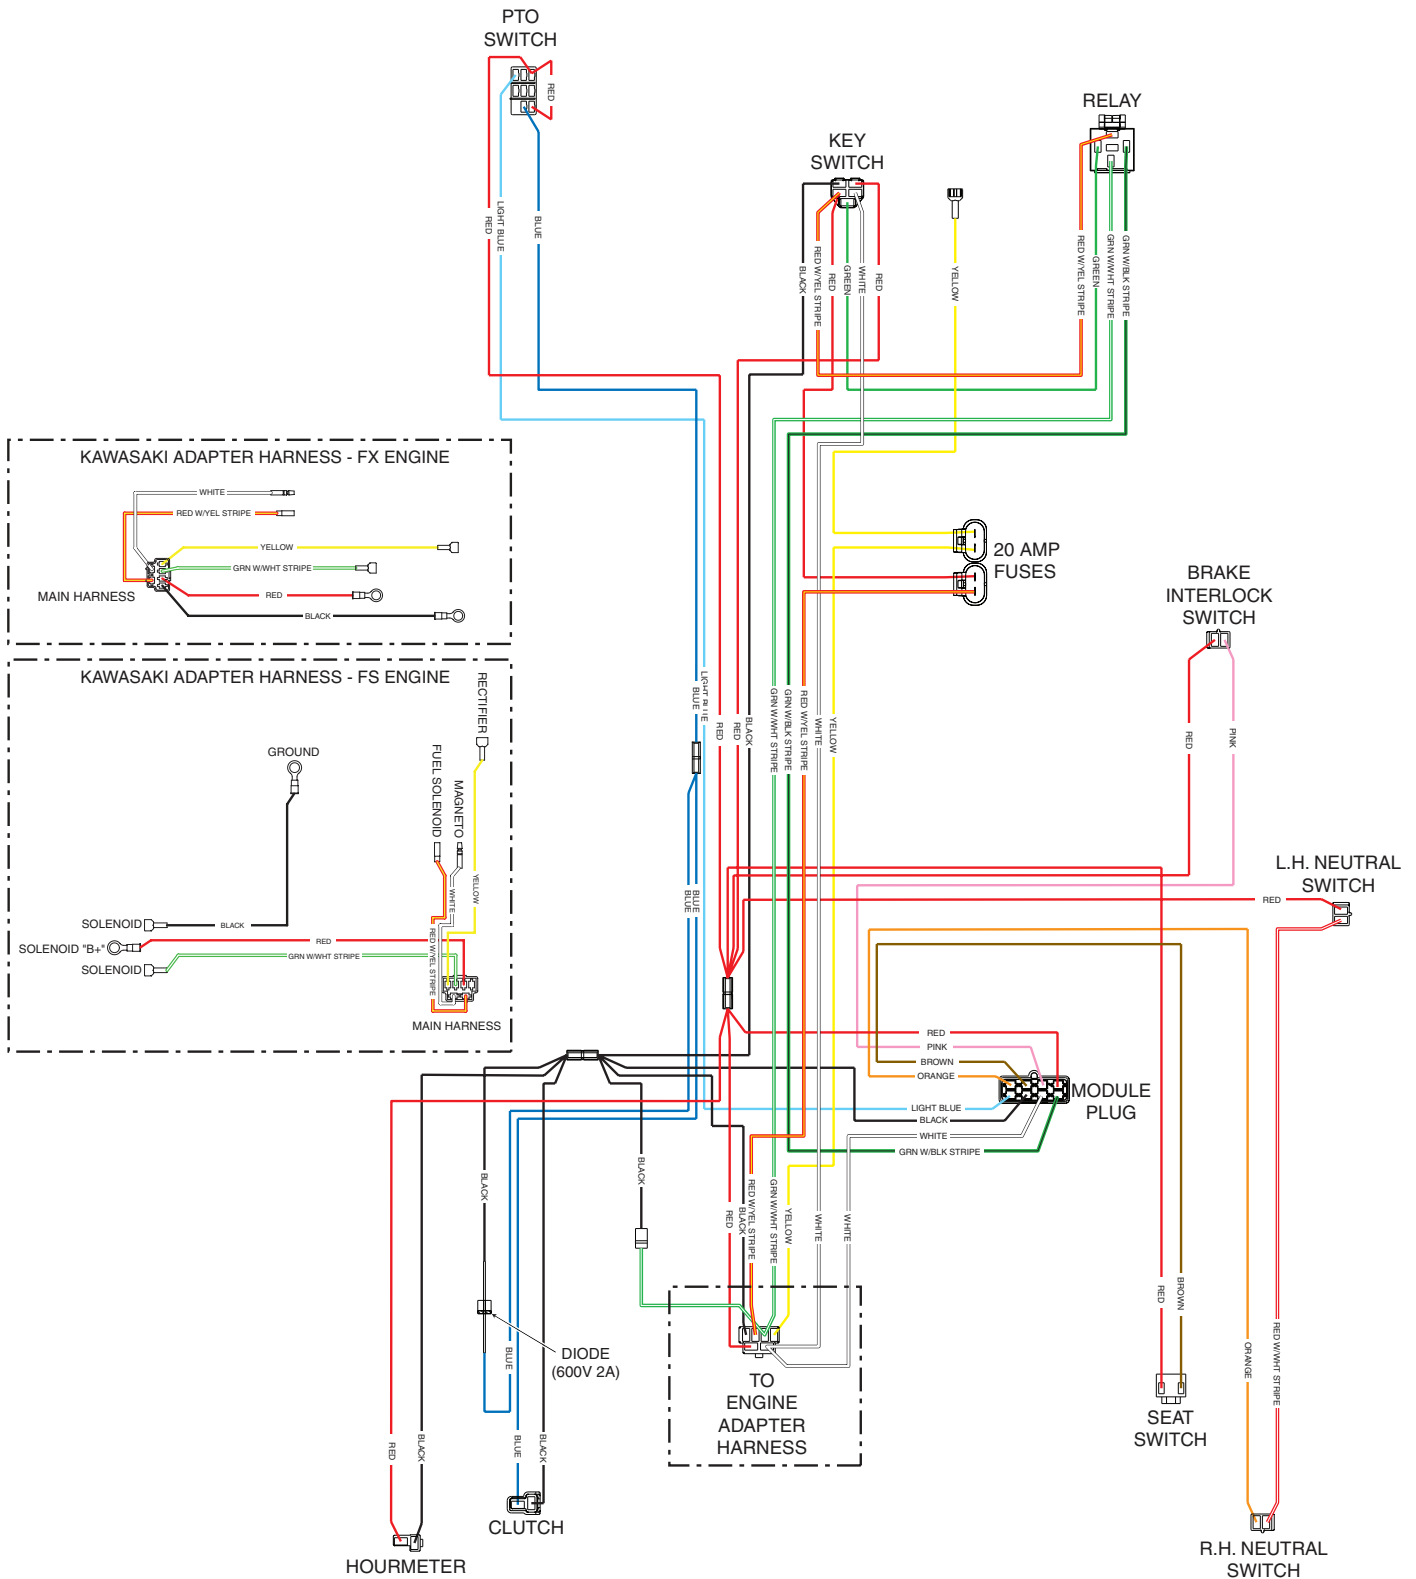 PTO
SWITCH
RED
RED
LIGHT BLUE
BLUE
KEY
SWITCH
BLACK
RED W/YEL STRIPE
RED
GREEN
WHITE
RED
YELLOW
RELAY
RED W/YEL STRIPE
GREEN
GRN W/WHT STRIPE
GRN W/BLK STRIPE
KAWASAKI ADAPTER HARNESS - FX ENGINE
WHITE
RED W/YEL STRIPE
YELLOW
GRN W/WHT STRIPE
RED
BLACK
MAIN HARNESS
20 AMP
FUSES
BRAKE
INTERLOCK
SWITCH
RED
PINK
KAWASAKI ADAPTER HARNESS - FS ENGINE
RECTIFIER
GROUND
FUEL SOLENOID
MAGNETO
YELLOW
WHITE
RED W/YEL STRIPE
SOLENOID
BLACK
SOLENOID "B+"
RED
SOLENOID
GRN W/WHT STRIPE
MAIN HARNESS
BLUE
LIGHT BLUE
RED
RED
BLACK
GRN W/WHT STRIPE
GRN W/BLK STRIPE
RED W/YEL STRIPE
WHITE
YELLOW
BLUE
BLUE
L.H. NEUTRAL
SWITCH
RED
RED
PINK
BROWN
ORANGE
MODULE
PLUG
LIGHT BLUE
BLACK
WHITE
GRN W/BLK STRIPE
BLACK
BLACK
RED
BLACK
RED W/YEL STRIPE
GRN W/WHT STRIPE
YELLOW
WHITE
WHITE
RED
BROWN
ORANGE
RED W/WHT STRIPE
DIODE
(600V 2A)
BLUE
TO
ENGINE
ADAPTER
HARNESS
SEAT
SWITCH
RED
BLACK
BLUE
BLACK
CLUTCH
HOURMETER
R.H. NEUTRAL
SWITCH